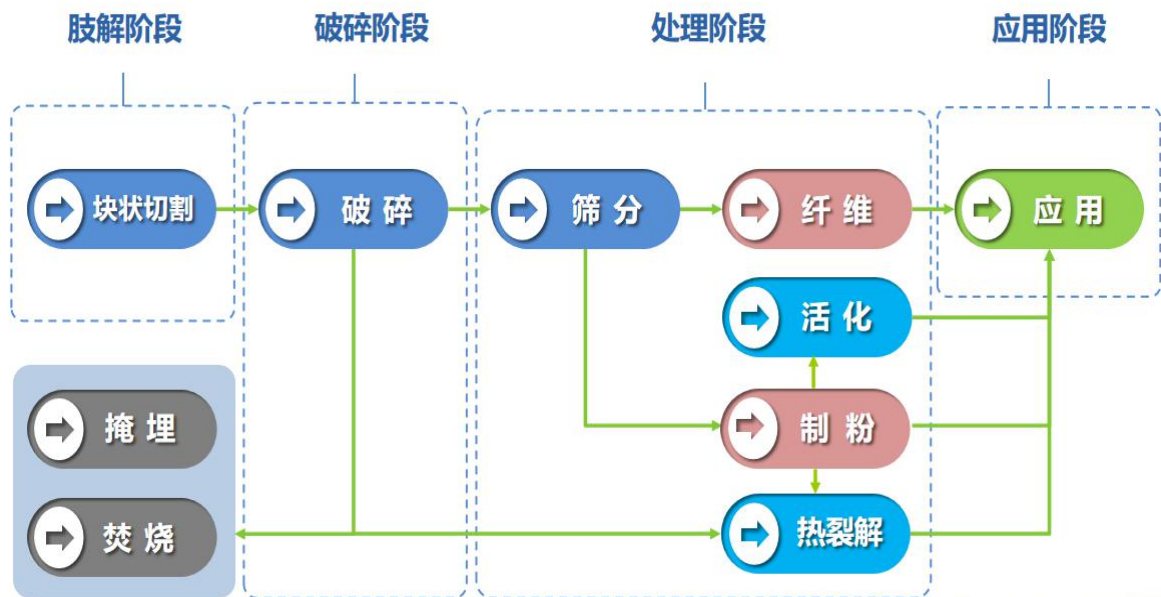 肢解阶段
破碎阶段
处理阶段
应用阶段
块状切割
破碎
筛分
纤维
应用
活化
掩埋
制粉
焚烧
热裂解